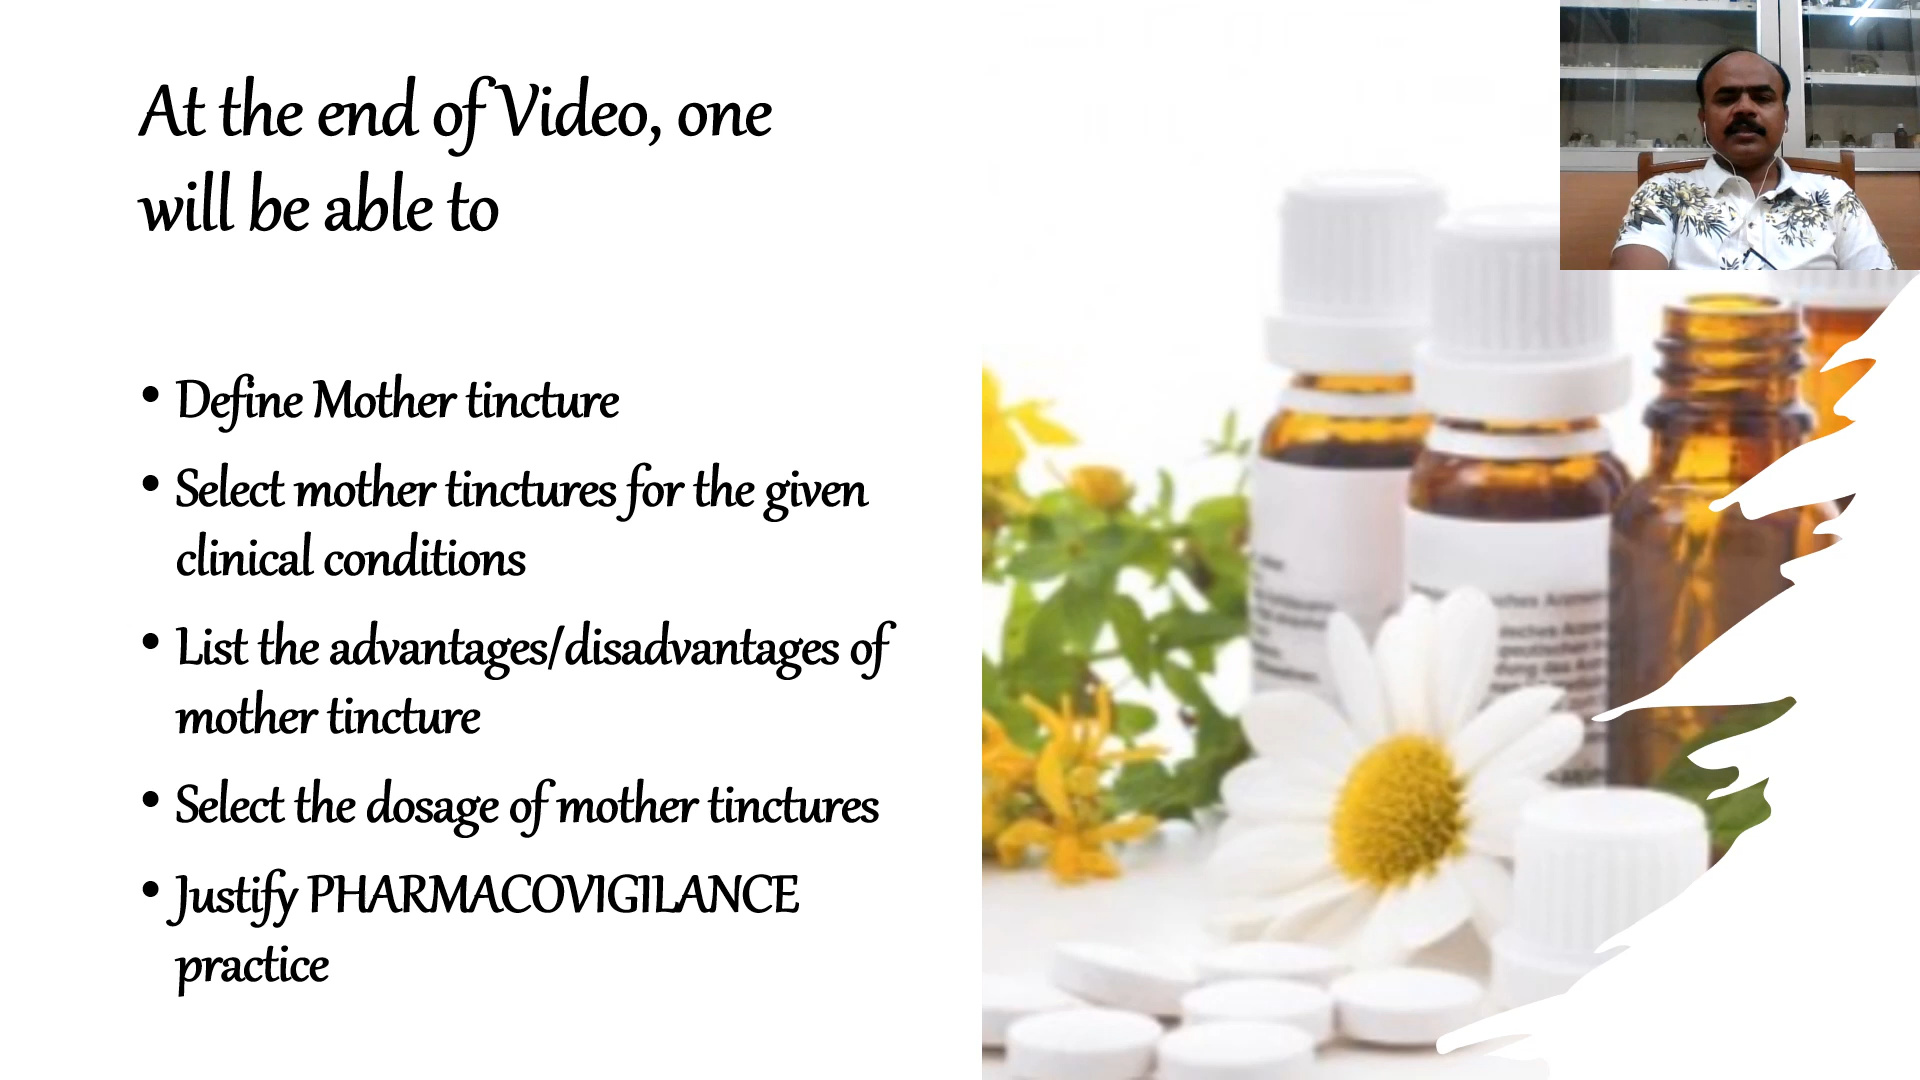 At the end of Video, one
will be able to
• Define Mother tincture
• Select mother tinctures for the given
clinical conditions
• List the advantages/disadvantages of
mother tincture
• Select the dosage of mother tinctures
• Justify PHARMACOVIGILANCE
practice